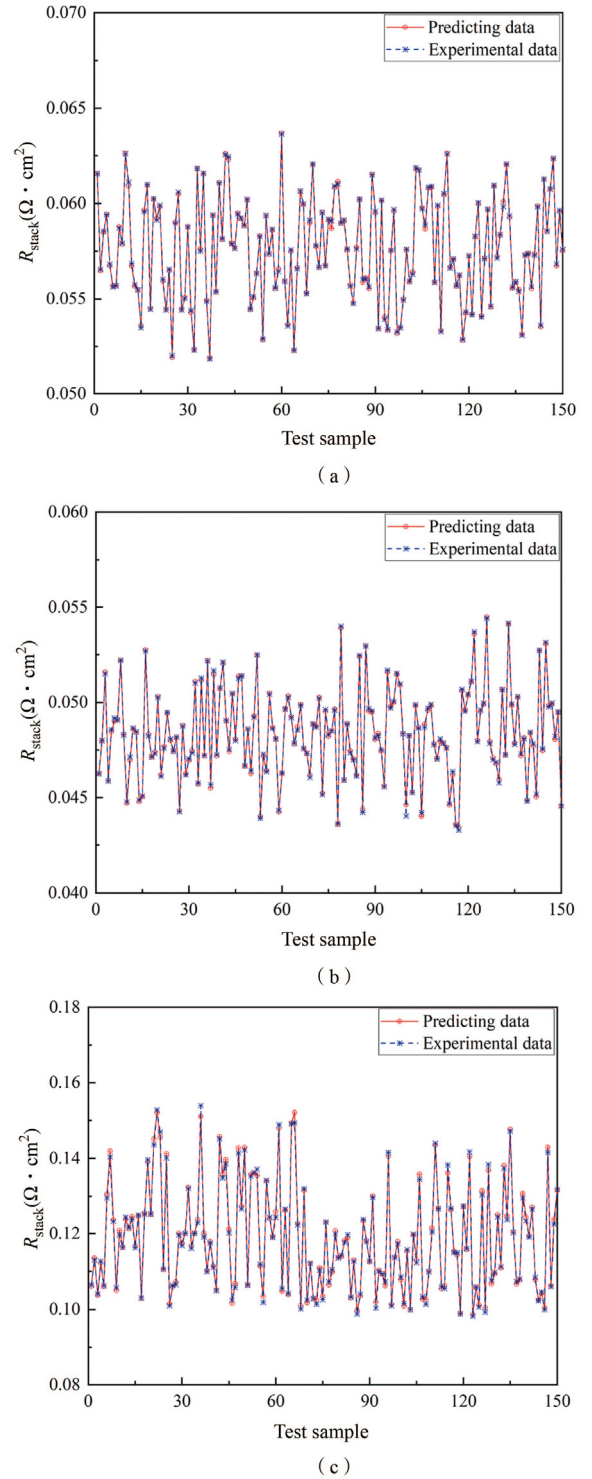 0.070
Predicting data
Experimental data
0.065
0.060
0.055
0.050
R_stack(Ω · cm²)
0 30 60 90 120 150
Test sample
( a )
0.060
Predicting data
Experimental data
0.055
0.050
0.045
0.040
R_stack(Ω · cm²)
0 30 60 90 120 150
Test sample
( b )
0.18
Predicting data
Experimental data
0.16
0.14
0.12
0.10
0.08
R_stack(Ω · cm²)
0 30 60 90 120 150
Test sample
( c )